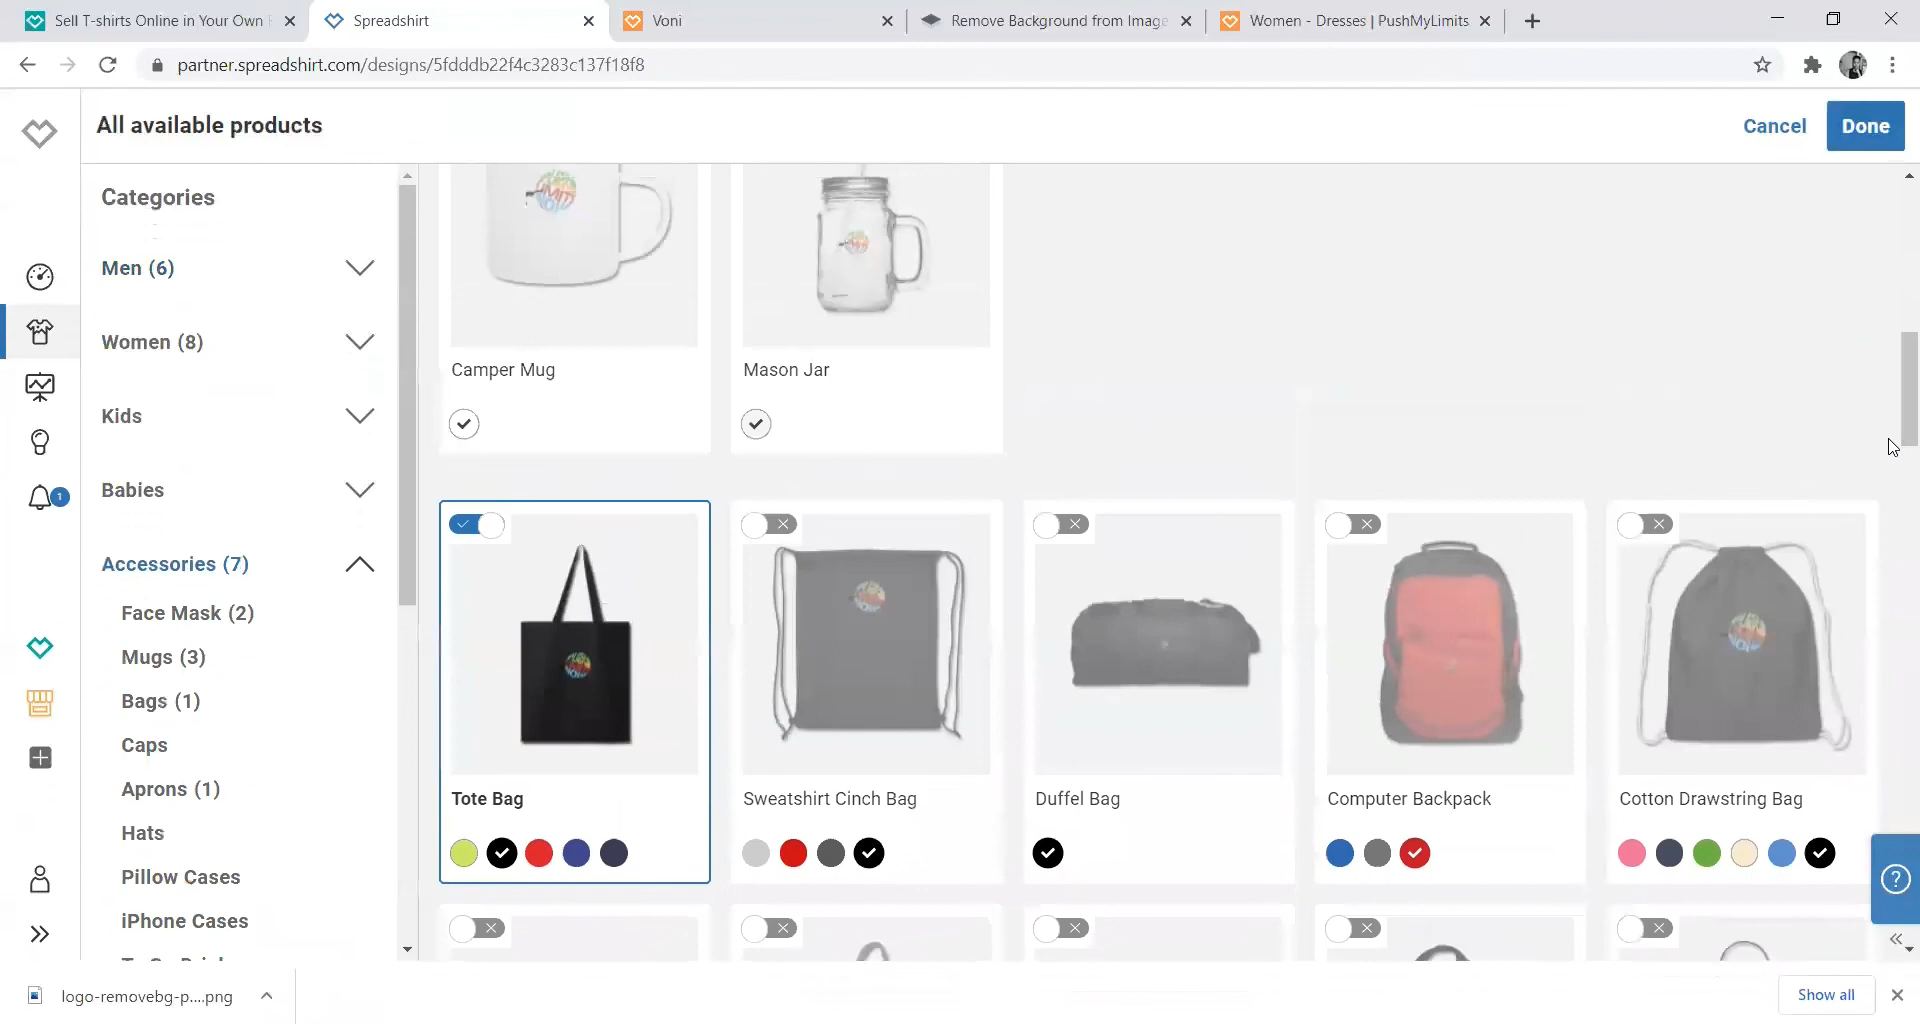 Sell T-shirts Online in Your Own
Spreadshirt
Voni
Remove Background from Image
Women - Dresses | PushMyLimits
partner.spreadshirt.com/designs/5fdddb22f4c3283c137f18f8
All available products
Cancel
Done
Categories
Men (6)
Women (8)
Kids
Babies
1
Accessories (7)
Face Mask (2)
Mugs (3)
Bags (1)
Caps
Aprons (1)
Hats
Pillow Cases
iPhone Cases
Camper Mug
Mason Jar
Tote Bag
Sweatshirt Cinch Bag
Duffel Bag
Computer Backpack
Cotton Drawstring Bag
?
logo-removebg-p....png
Show all